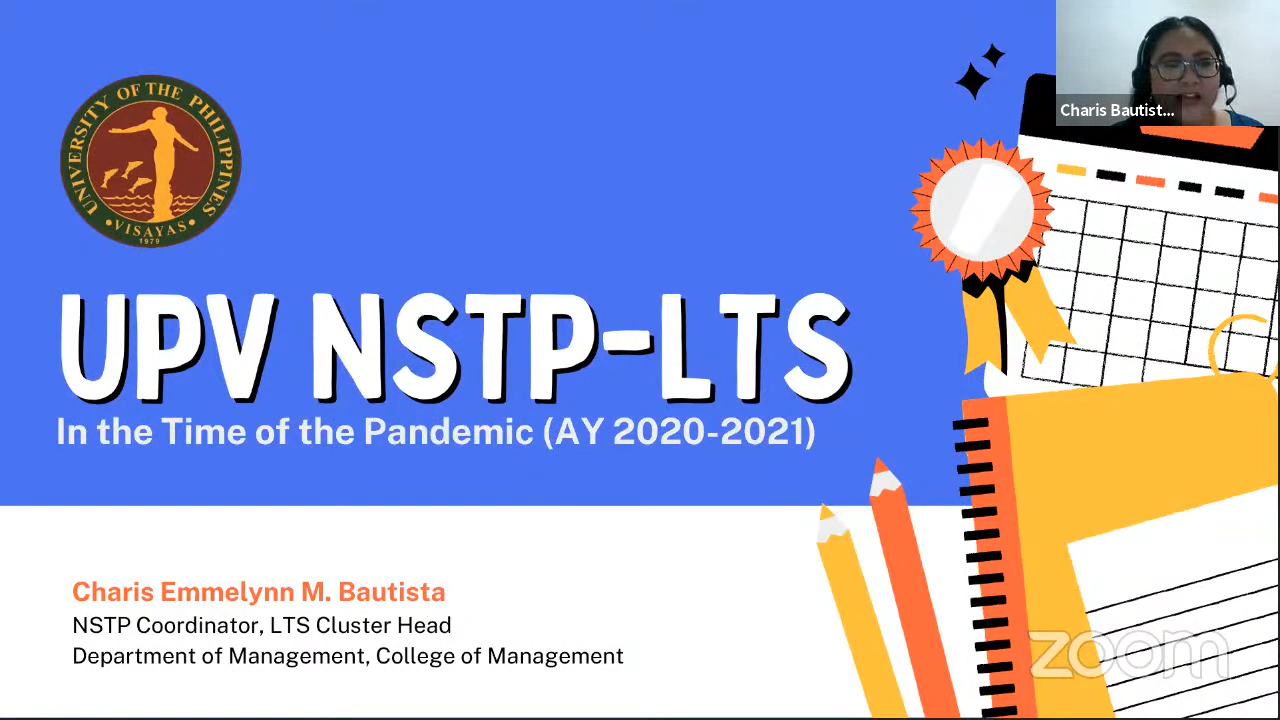 Charis Bautist...
UNIVERSITY OF THE PHILIPPINES
VISAYAS
1979
UPV NSTP-LTS
In the Time of the Pandemic (AY 2020-2021)
Charis Emmelynn M. Bautista
NSTP Coordinator, LTS Cluster Head
Department of Management, College of Management
zoom